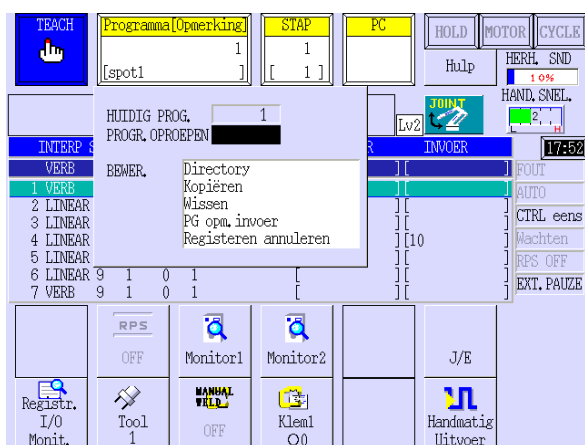 TEACH
Programma[Opmerking]
1
[spot1 ]
STAP
1
[ 1 ]
PC
HOLD
MOTOR
CYCLE
Hulp
HERH. SND
10%
HAND. SNEL.
2
L H
JOINT
Lv2
HUIDIG PROG. 1
PROGR. OPROEPEN
BEWER.
Directory
Kopiëren
Wissen
PG opm. invoer
Registeren annuleren
INTERP S R INVOER
VERB ][ ]
1 VERB ][ ]
2 LINEAR ][ ]
3 LINEAR ][ ]
4 LINEAR ][10 ]
5 LINEAR ][ ]
6 LINEAR 9 1 0 1 [ ][ ]
7 VERB 9 1 0 1 [ ][ ]
17:52
FOUT
AUTO
CTRL eens
Wachten
RPS OFF
EXT. PAUZE
RPS
OFF
Monitor1
Monitor2
J/E
Registr.
I/O
Monit.
Tool
1
MANUAL
WELD
OFF
Klem1
00
Handmatig
Uitvoer